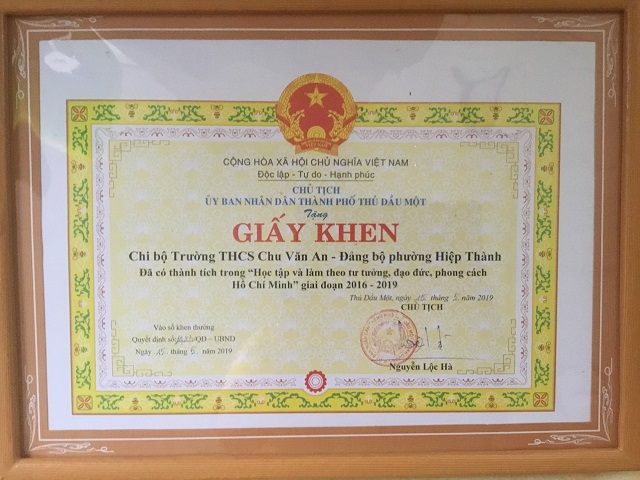 CỘNG HÒA XÃ HỘI CHỦ NGHĨA VIỆT NAM
Độc lập - Tự do - Hạnh phúc
CHỦ TỊCH
ỦY BAN NHÂN DÂN THÀNH PHỐ THỦ DẦU MỘT
Tặng
GIẤY KHEN
Chi bộ Trường THCS Chu Văn An - Đảng bộ phường Hiệp Thành
Đã có thành tích trong “Học tập và làm theo tư tưởng, đạo đức, phong cách
Hồ Chí Minh” giai đoạn 2016 - 2019
Thủ Dầu Một, ngày 15 tháng 5 năm 2019
CHỦ TỊCH
Vào sổ khen thưởng
Quyết định số: /QĐ – UBND
Ngày 15 tháng 5 năm 2019
Nguyễn Lộc Hà